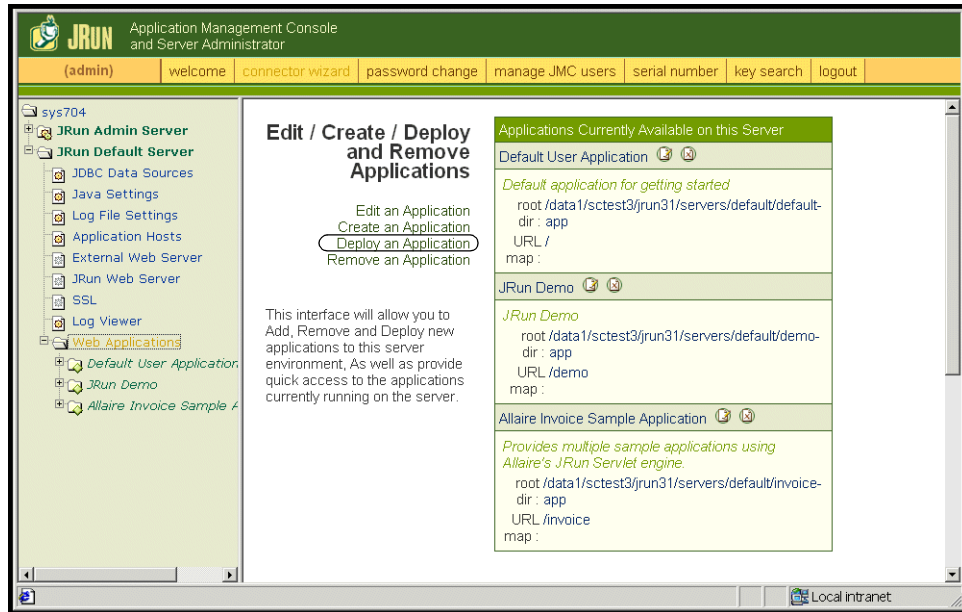 JRUN
Application Management Console
and Server Administrator
(admin)
welcome
connector wizard
password change
manage JMC users
serial number
key search
logout
sys704
JRun Admin Server
JRun Default Server
JDBC Data Sources
Java Settings
Log File Settings
Application Hosts
External Web Server
JRun Web Server
SSL
Log Viewer
Web Applications
Default User Application
JRun Demo
Allaire Invoice Sample
Edit / Create / Deploy
and Remove
Applications
Edit an Application
Create an Application
Deploy an Application
Remove an Application
This interface will allow you to
Add, Remove and Deploy new
applications to this server
environment, As well as provide
quick access to the applications
currently running on the server.
Applications Currently Available on this Server
Default User Application
Default application for getting started
root /data1/sctest3/jrun31/servers/default/default-
dir : app
URL /
map :
JRun Demo
JRun Demo
root /data1/sctest3/jrun31/servers/default/demo-
dir : app
URL /demo
map :
Allaire Invoice Sample Application
Provides multiple sample applications using
Allaire's JRun Servlet engine.
root /data1/sctest3/jrun31/servers/default/invoice-
dir : app
URL /invoice
map :
Local intranet